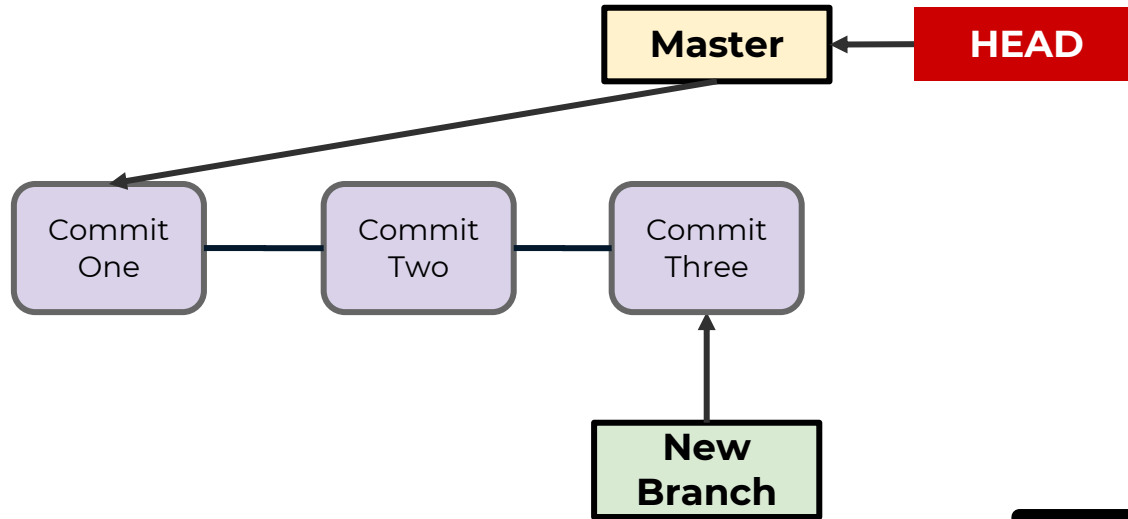 Master
HEAD
Commit
One
Commit
Two
Commit
Three
New
Branch